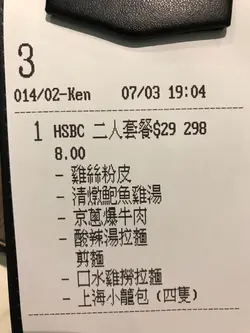 3
014/02-Ken 07/03 19:04
1 HSBC 二人套餐$29 298
8.00
- 雞絲粉皮
- 清燉鮑魚雞湯
- 京蔥爆牛肉
- 酸辣湯拉麵
剪麵
- 口水雞撈拉麵
- 上海小籠包 (四隻)